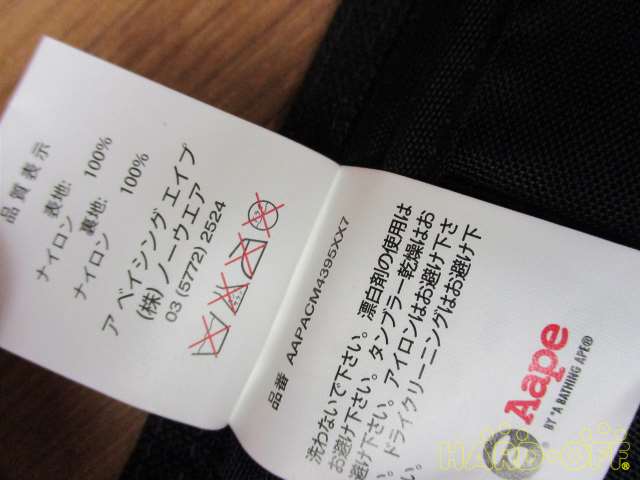 品質表示
表地: 100%
ナイロン
裏地: 100%
ナイロン
ア ベイシング エイプ
(株) ノーウエア
03 (5772) 2524
品番 AAPACM4395XX7
洗わないで下さい。漂白剤の使用は
お避け下さい。タンブラー乾燥はお
避け下さい。アイロンはお避け下さ
い。ドライクリーニングはお避け下
Aape
BY *A BATHING APE®
HARD-OFF